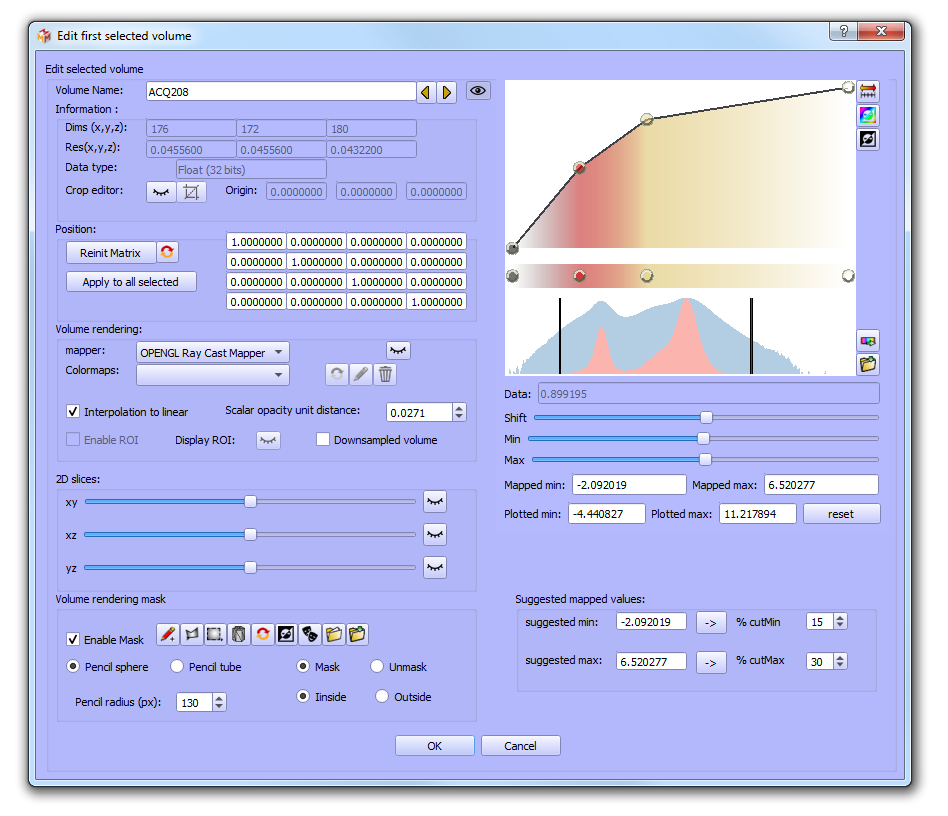 Edit first selected volume
?
Edit selected volume
Volume Name: ACQ208
Information :
Dims (x,y,z): 176 172 180
Res(x,y,z): 0.0455600 0.0455600 0.0432200
Data type: Float (32 bits)
Crop editor: Origin: 0.0000000 0.0000000 0.0000000
Position:
Reinit Matrix
Apply to all selected
1.0000000 0.0000000 0.0000000 0.0000000
0.0000000 1.0000000 0.0000000 0.0000000
0.0000000 0.0000000 1.0000000 0.0000000
0.0000000 0.0000000 0.0000000 1.0000000
Volume rendering:
mapper: OPENGL Ray Cast Mapper
Colormaps:
Interpolation to linear Scalar opacity unit distance: 0.0271
Enable ROI Display ROI: Downsampled volume
2D slices:
xy
xz
yz
Volume rendering mask
Enable Mask
Pencil sphere Pencil tube Mask Unmask
Pencil radius (px): 130 Iinside Outside
Data: 0.899195
Shift
Min
Max
Mapped min: -2.092019 Mapped max: 6.520277
Plotted min: -4.440827 Plotted max: 11.217894 reset
Suggested mapped values:
suggested min: -2.092019 -> % cutMin 15
suggested max: 6.520277 -> % cutMax 30
OK Cancel